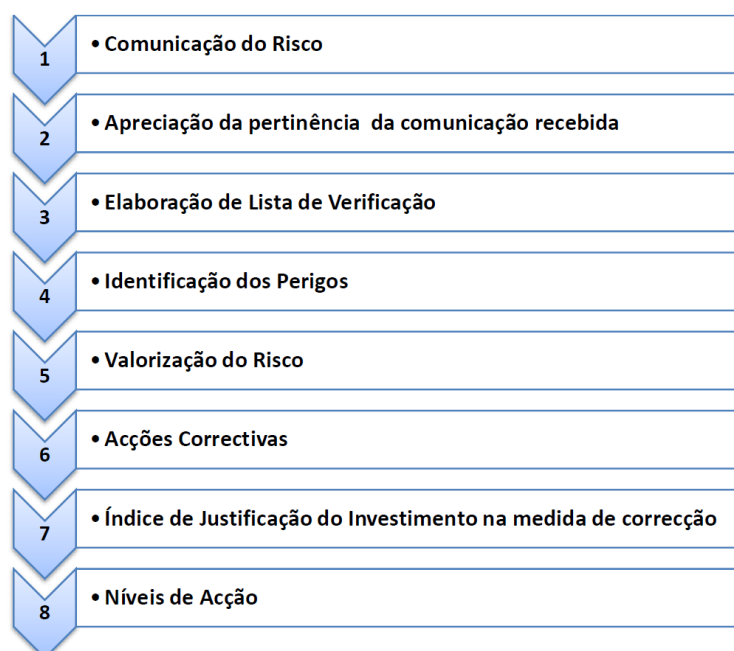 1 • Comunicação do Risco
2 • Apreciação da pertinência da comunicação recebida
3 • Elaboração de Lista de Verificação
4 • Identificação dos Perigos
5 • Valorização do Risco
6 • Acções Correctivas
7 • Índice de Justificação do Investimento na medida de correcção
8 • Níveis de Acção